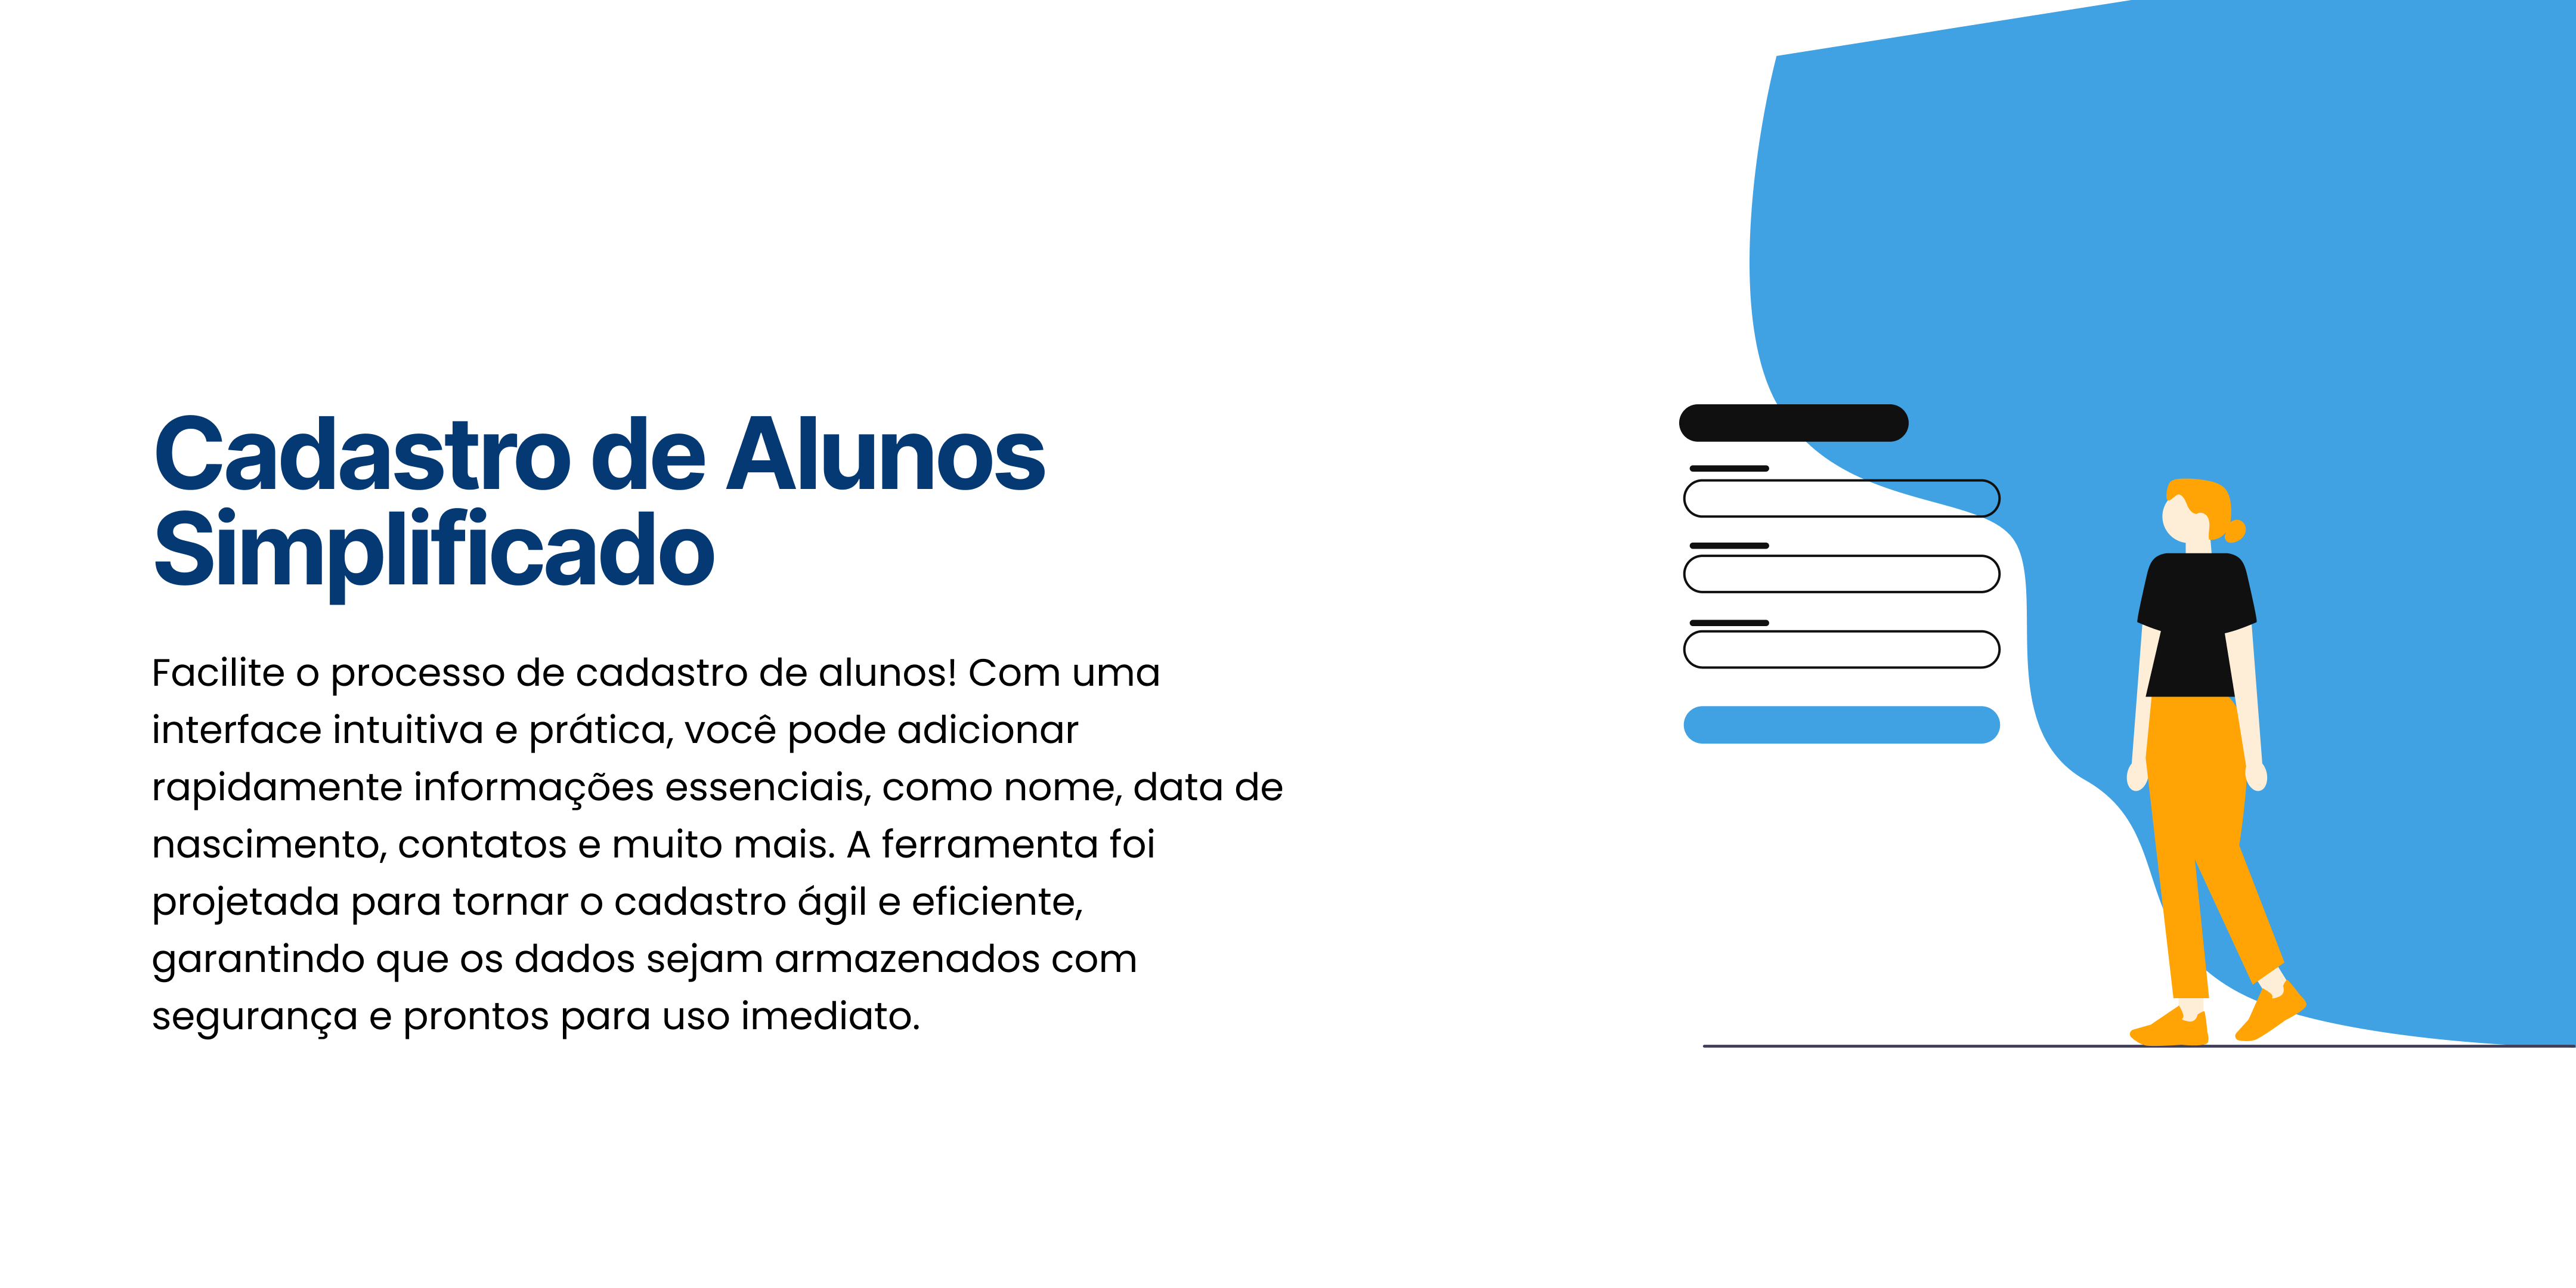 Cadastro de Alunos
Simplificado
Facilite o processo de cadastro de alunos! Com uma
interface intuitiva e prática, você pode adicionar
rapidamente informações essenciais, como nome, data de
nascimento, contatos e muito mais. A ferramenta foi
projetada para tornar o cadastro ágil e eficiente,
garantindo que os dados sejam armazenados com
segurança e prontos para uso imediato.